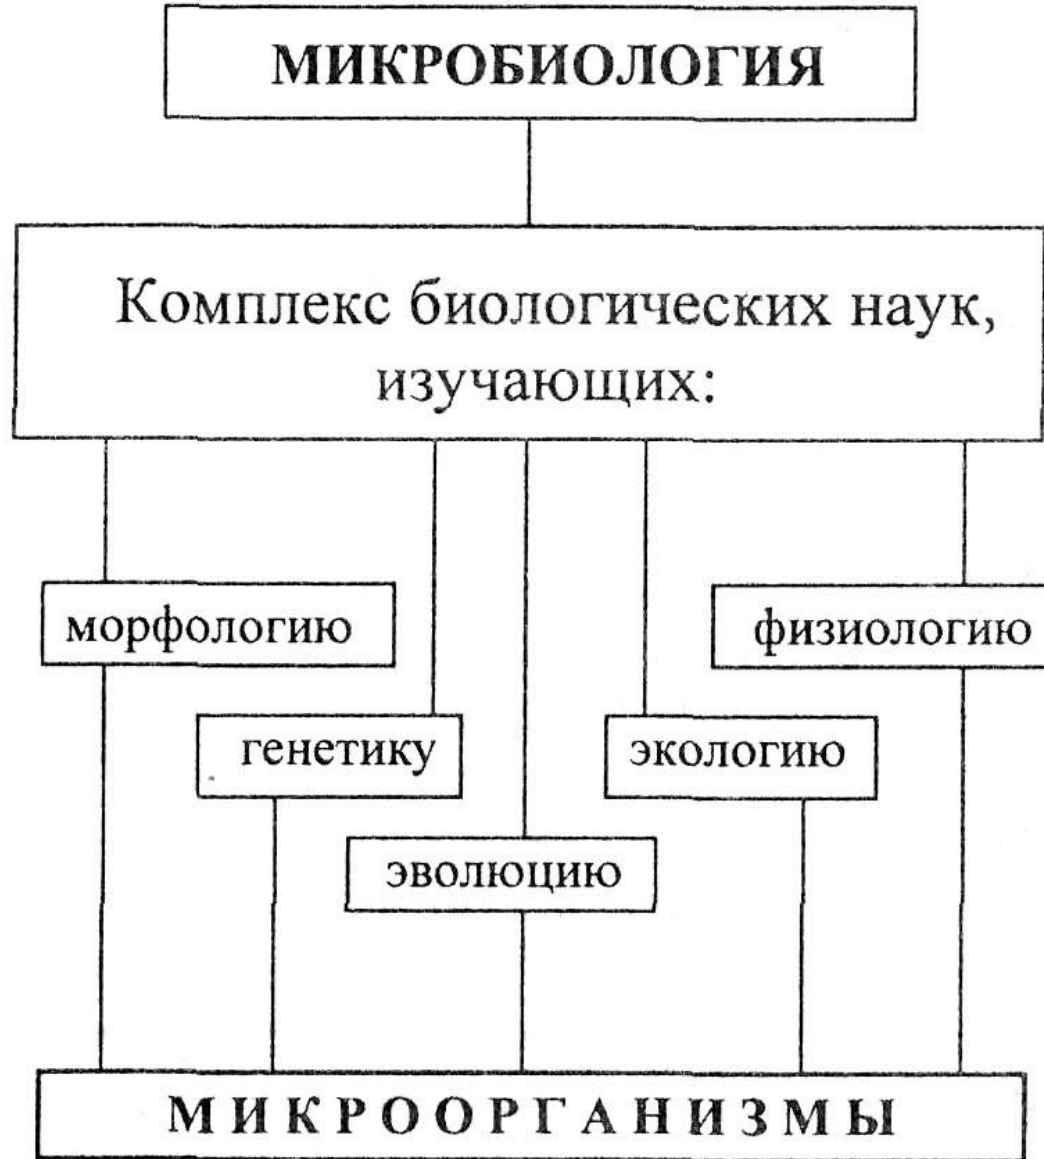 МИКРОБИОЛОГИЯ
Комплекс биологических наук,
изучающих:
морфологию
физиологию
генетику
экологию
эволюцию
МИКРООРГАНИЗМЫ